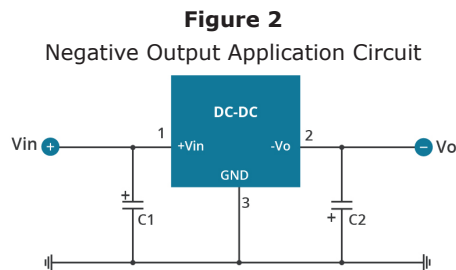 Figure 2
Negative Output Application Circuit
DC-DC
Vin + 1 +Vin -Vo 2 − Vo
GND
3
+ C1
+ C2